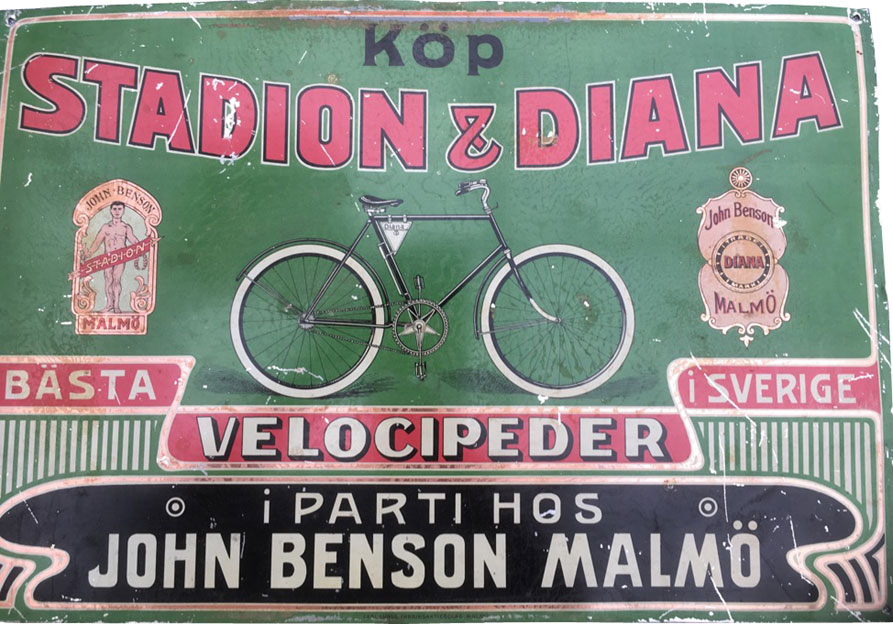 Köp
STADION & DIANA
JOHN BENSON
STADION
MALMÖ
Diana
John Benson
DIANA
MALMÖ
BÄSTA
i SVERIGE
VELOCIPEDER
i PARTI HOS
JOHN BENSON MALMÖ